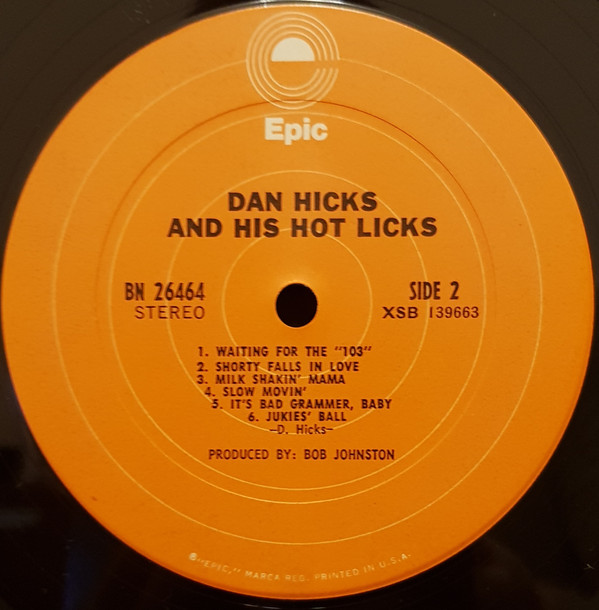 Epic
DAN HICKS
AND HIS HOT LICKS
BN 26464
STEREO
SIDE 2
XSB 139663
1. WAITING FOR THE "103"
2. SHORTY FALLS IN LOVE
3. MILK SHAKIN' MAMA
4. SLOW MOVIN'
5. IT'S BAD GRAMMER, BABY
6. JUKIES' BALL
—D. Hicks—
PRODUCED BY: BOB JOHNSTON
®"EPIC," MARCA REG. PRINTED IN U.S.A.